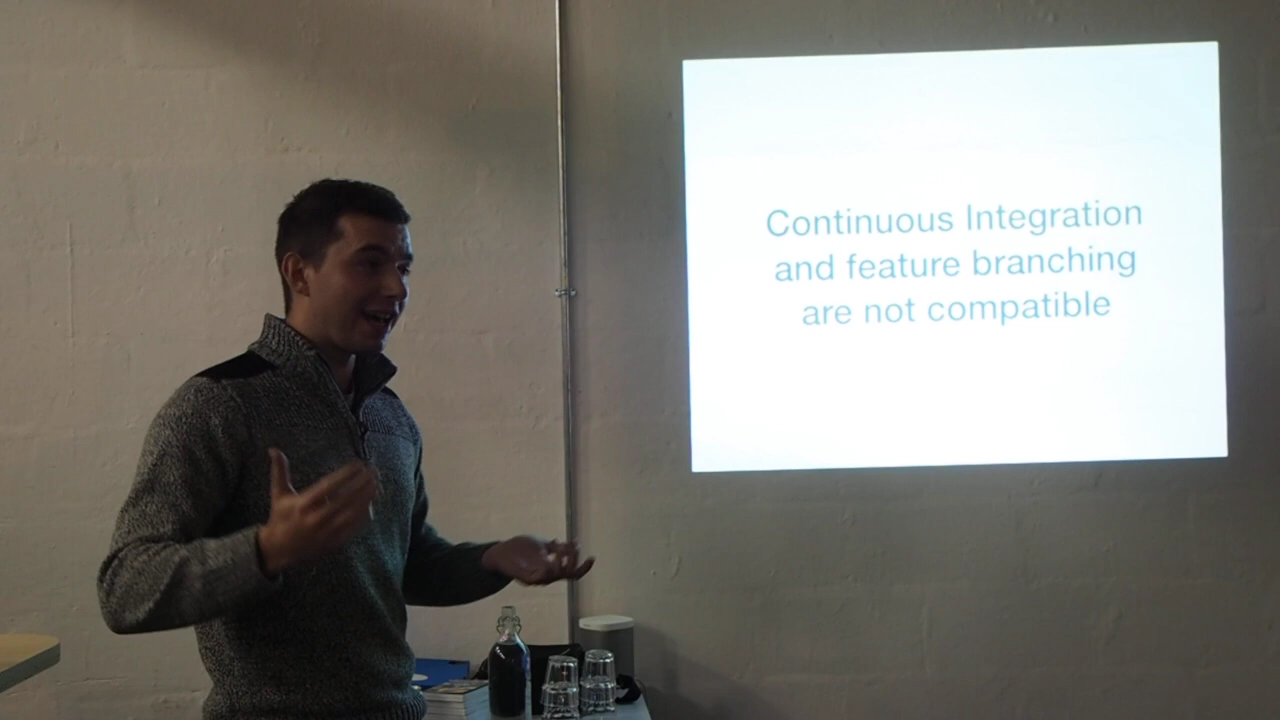 Continuous Integration
and feature branching
are not compatible